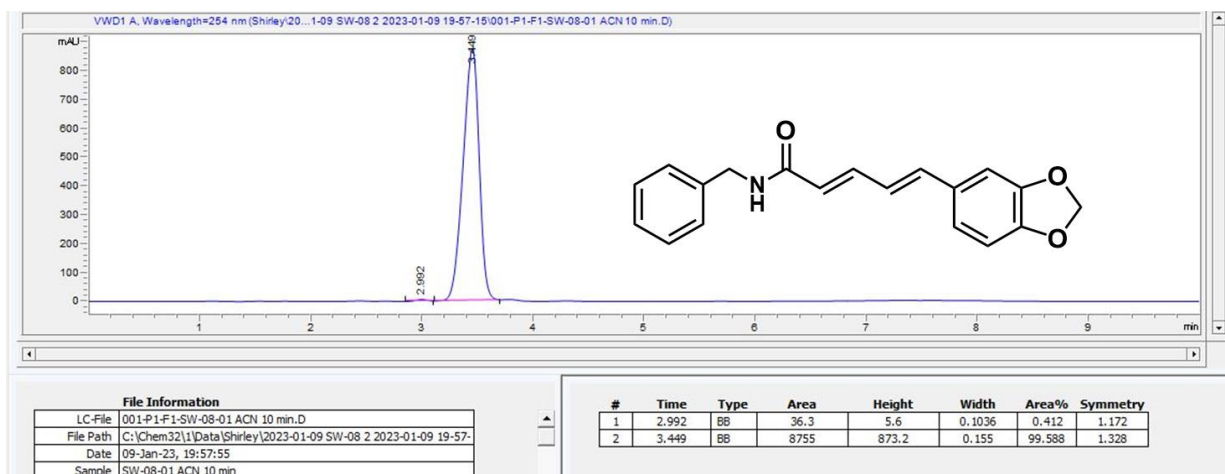 VWD1 A, Wavelength=254 nm (Shirley\20...1-09 SW-08 2 2023-01-09 19-57-15\001-P1-F1-SW-08-01 ACN 10 min.D)
mAU
800
700
600
500
400
300
200
100
0
2.992
3.449
1 2 3 4 5 6 7 8 9 min
O
N
H
O
O
File Information
LC-File 001-P1-F1-SW-08-01 ACN 10 min.D
File Path C:\Chem32\1\Data\Shirley\2023-01-09 SW-08 2 2023-01-09 19-57-
Date 09-Jan-23, 19:57:55
Sample SW-08-01 ACN 10 min
# Time Type Area Height Width Area% Symmetry
1 2.992 BB 36.3 5.6 0.1036 0.412 1.172
2 3.449 BB 8755 873.2 0.155 99.588 1.328